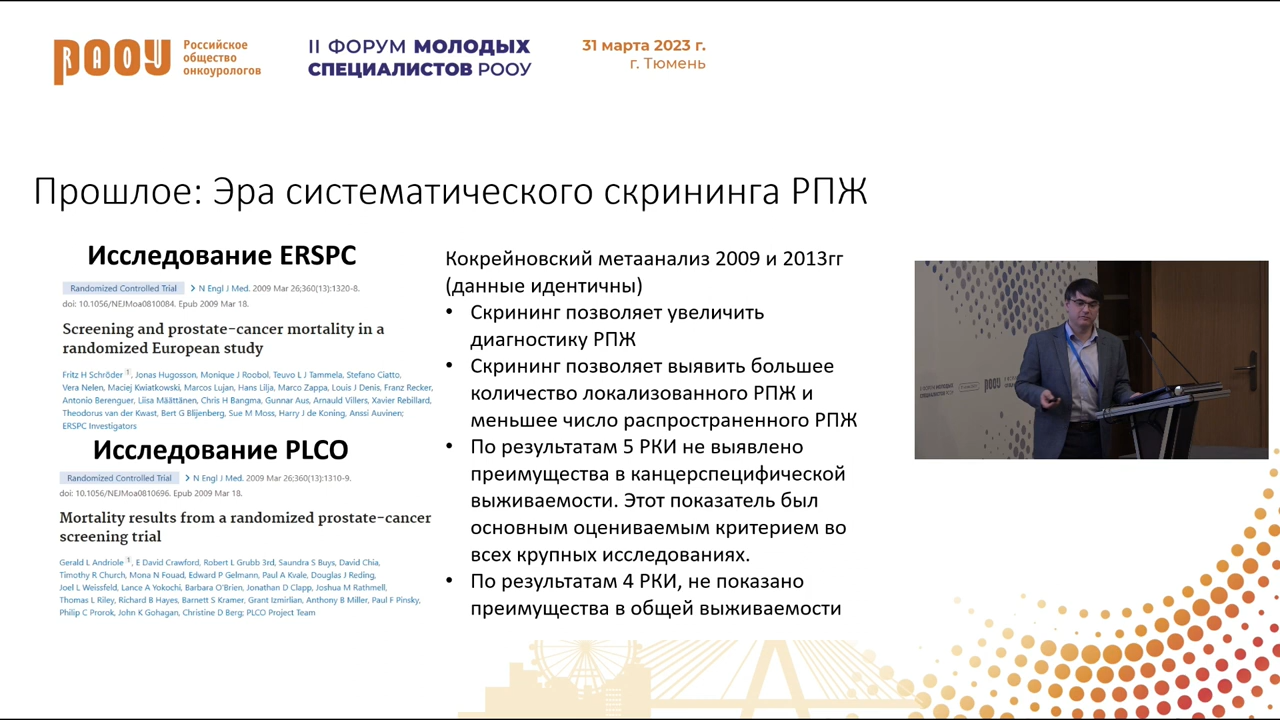 РООУ
RAOU
Российское
общество
онкоурологов
II ФОРУМ МОЛОДЫХ
СПЕЦИАЛИСТОВ РООУ
31 марта 2023 г.
г. Тюмень
Прошлое: Эра систематического скрининга РПЖ
Исследование ERSPC
Randomized Controlled Trial > N Engl J Med. 2009 Mar 26;360(13):1320-8.
doi: 10.1056/NEJMoa0810084. Epub 2009 Mar 18.
Screening and prostate-cancer mortality in a
randomized European study
Fritz H Schröder 1, Jonas Hugosson, Monique J Roobol, Teuvo L J Tammela, Stefano Ciatto,
Vera Nelen, Maciej Kwiatkowski, Marcos Lujan, Hans Lilja, Marco Zappa, Louis J Denis, Franz Recker,
Antonio Berenguer, Liisa Määttänen, Chris H Bangma, Gunnar Aus, Arnauld Villers, Xavier Rebillard,
Theodorus van der Kwast, Bert G Blijenberg, Sue M Moss, Harry J de Koning, Anssi Auvinen;
ERSPC Investigators
Исследование PLCO
Randomized Controlled Trial > N Engl J Med. 2009 Mar 26;360(13):1310-9.
doi: 10.1056/NEJMoa0810696. Epub 2009 Mar 18.
Mortality results from a randomized prostate-cancer
screening trial
Gerald L Andriole 1, E David Crawford, Robert L Grubb 3rd, Saundra S Buys, David Chia,
Timothy R Church, Mona N Fouad, Edward P Gelmann, Paul A Kvale, Douglas J Reding,
Joel L Weissfeld, Lance A Yokochi, Barbara O'Brien, Jonathan D Clapp, Joshua M Rathmell,
Thomas L Riley, Richard B Hayes, Barnett S Kramer, Grant Izmirlian, Anthony B Miller, Paul F Pinsky,
Philip C Prorok, John K Gohagan, Christine D Berg; PLCO Project Team
Кокрейновский метаанализ 2009 и 2013гг
(данные идентичны)
• Скрининг позволяет увеличить
диагностику РПЖ
• Скрининг позволяет выявить большее
количество локализованного РПЖ и
меньшее число распространенного РПЖ
• По результатам 5 РКИ не выявлено
преимущества в канцерспецифической
выживаемости. Этот показатель был
основным оцениваемым критерием во
всех крупных исследованиях.
• По результатам 4 РКИ, не показано
преимущества в общей выживаемости